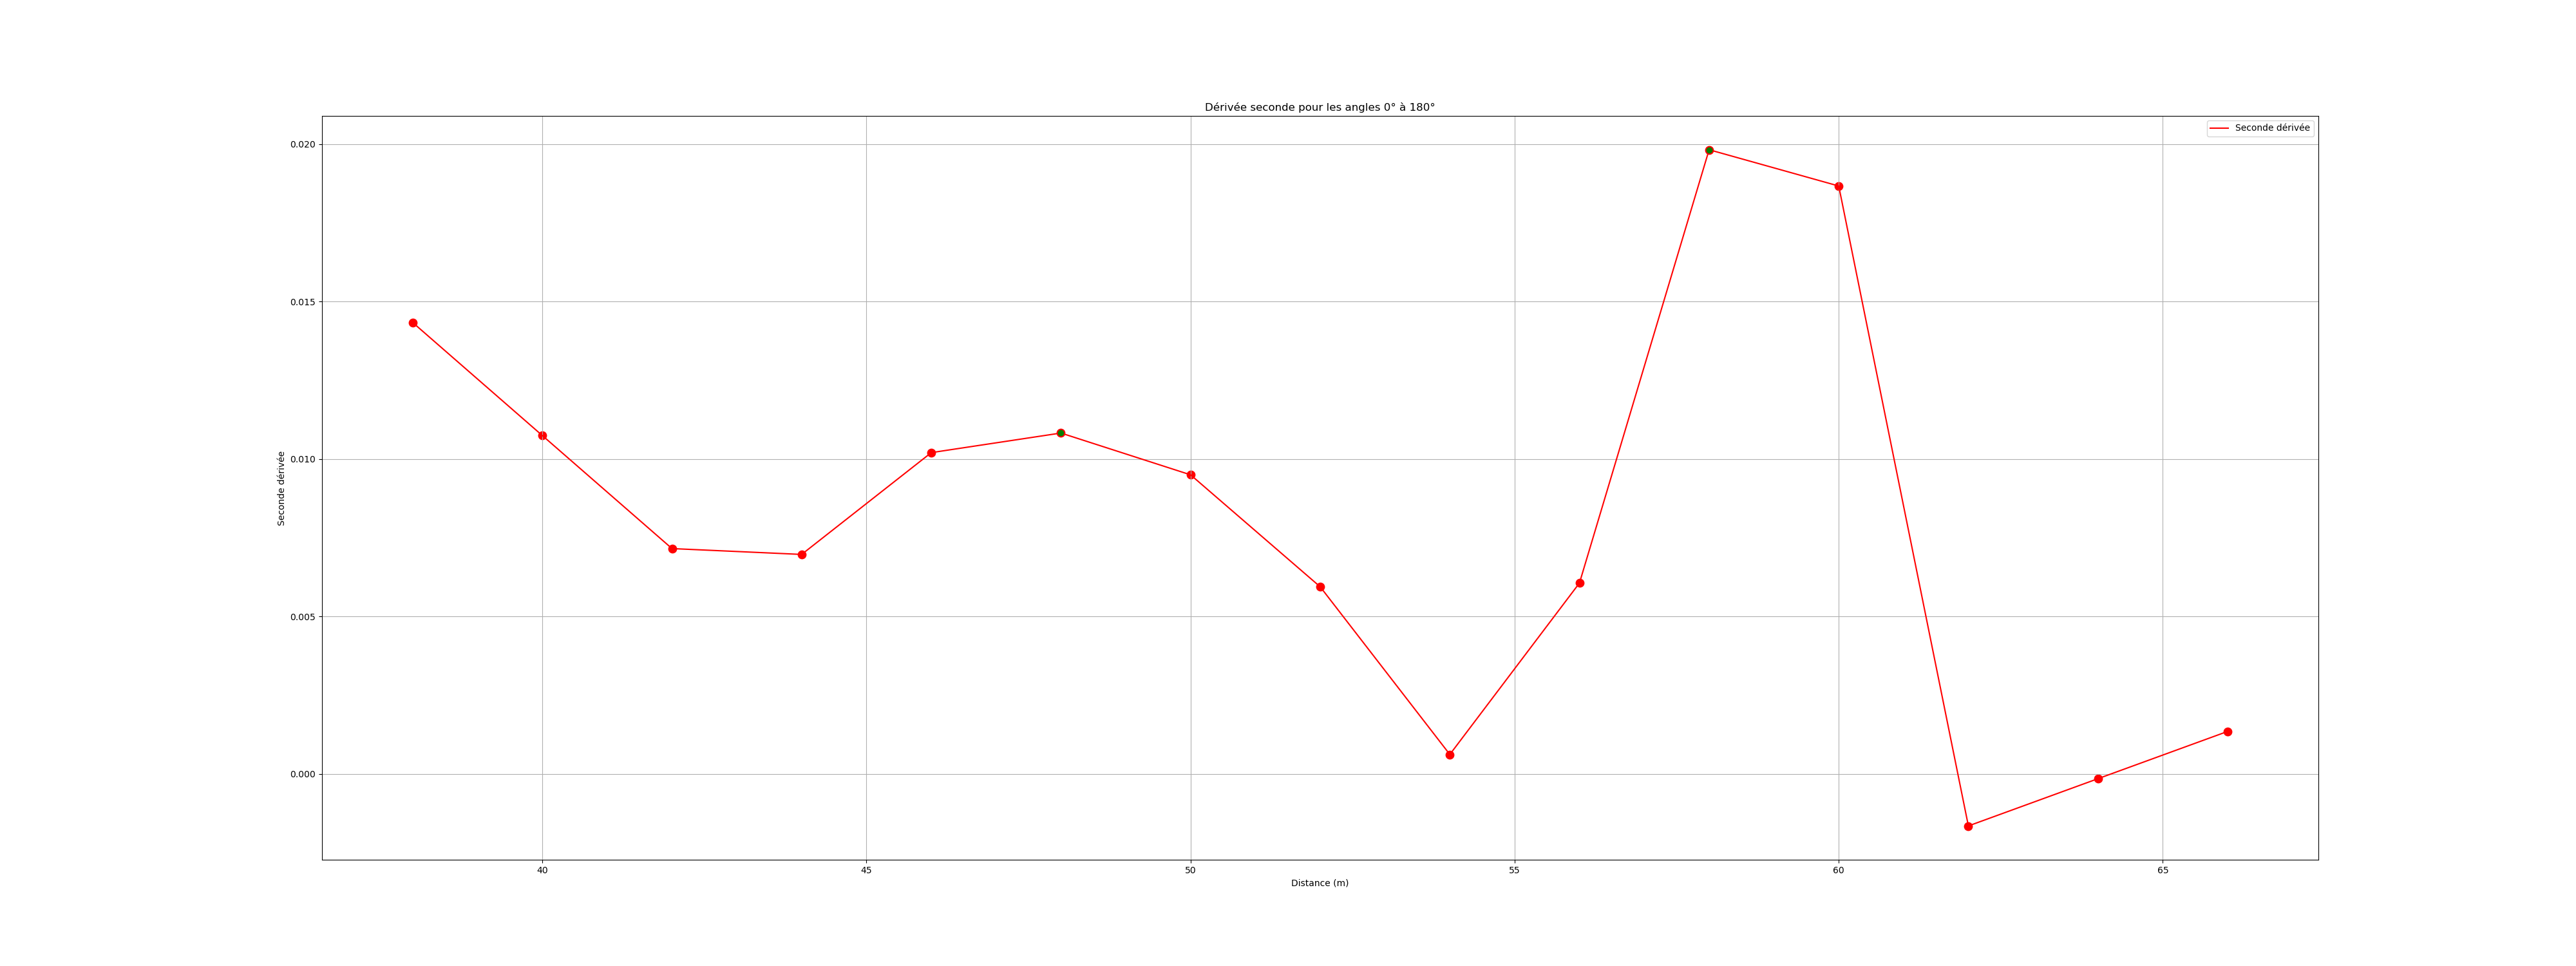 Dérivée seconde pour les angles 0° à 180°
Seconde dérivée
0.020
0.015
0.010
0.005
0.000
Seconde dérivée
40
45
50
55
60
65
Distance (m)